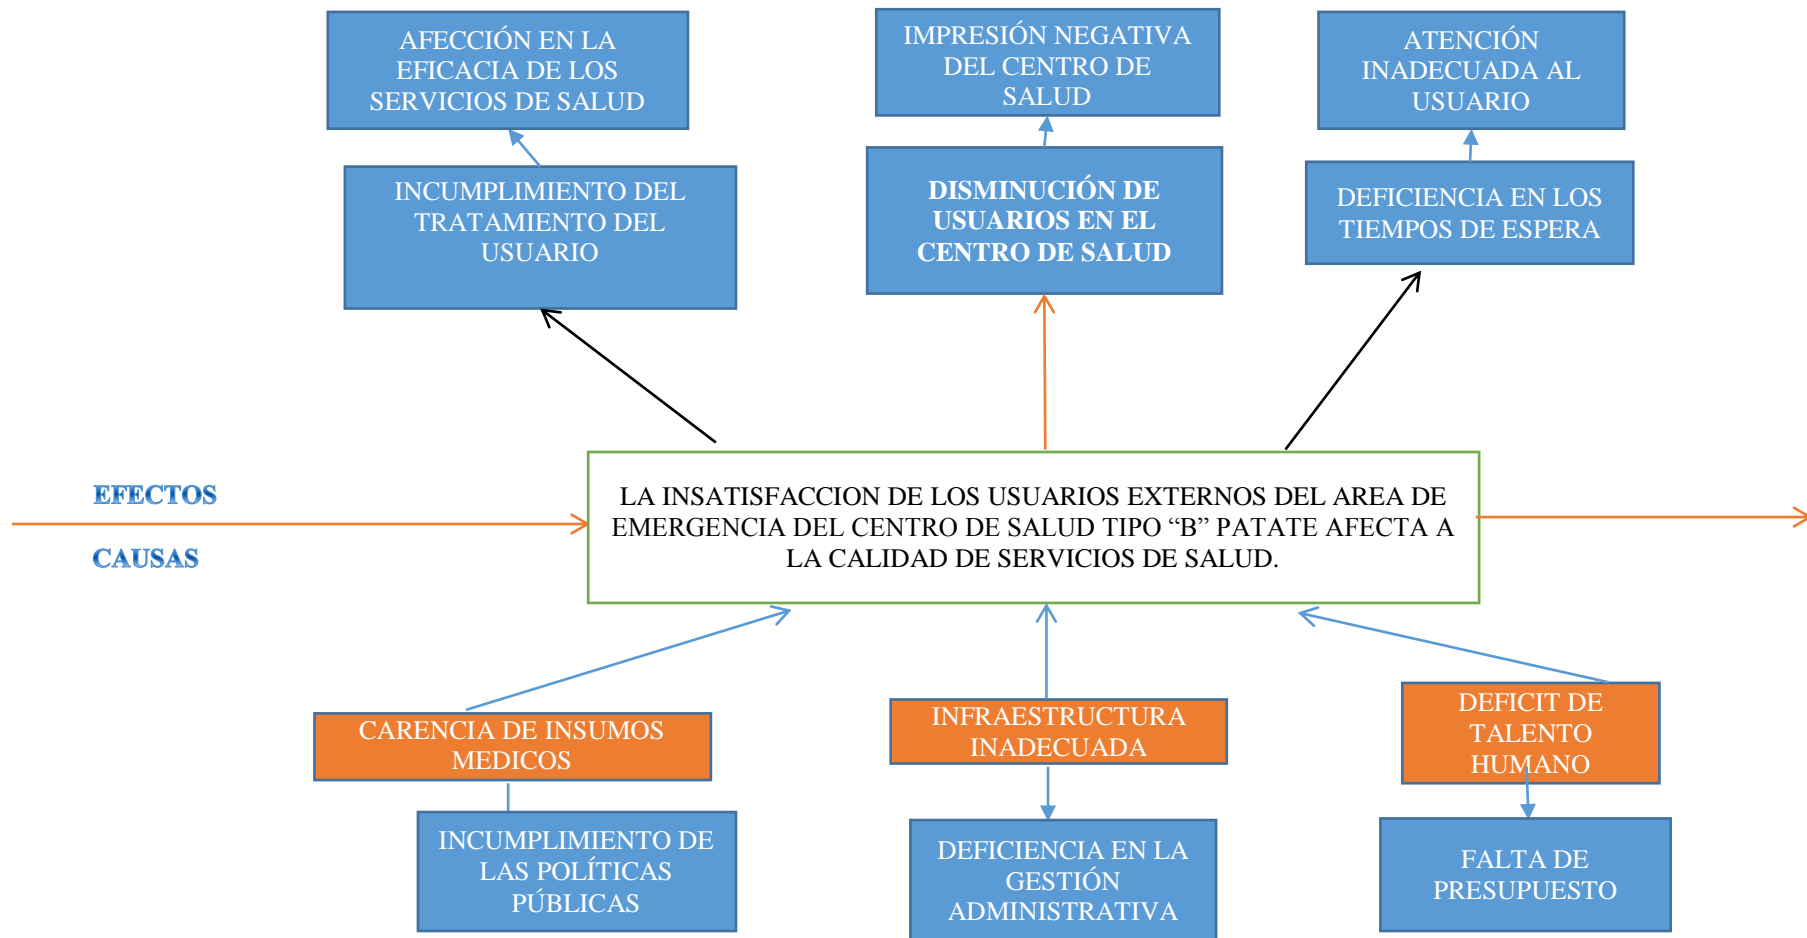 AFECCIÓN EN LA
EFICACIA DE LOS
SERVICIOS DE SALUD
IMPRESIÓN NEGATIVA
DEL CENTRO DE
SALUD
ATENCIÓN
INADECUADA AL
USUARIO
INCUMPLIMIENTO DEL
TRATAMIENTO DEL
USUARIO
DISMINUCIÓN DE
USUARIOS EN EL
CENTRO DE SALUD
DEFICIENCIA EN LOS
TIEMPOS DE ESPERA
EFECTOS
CAUSAS
LA INSATISFACCION DE LOS USUARIOS EXTERNOS DEL AREA DE
EMERGENCIA DEL CENTRO DE SALUD TIPO “B” PATATE AFECTA A
LA CALIDAD DE SERVICIOS DE SALUD.
CARENCIA DE INSUMOS
MEDICOS
INFRAESTRUCTURA
INADECUADA
DEFICIT DE
TALENTO
HUMANO
INCUMPLIMIENTO DE
LAS POLÍTICAS
PÚBLICAS
DEFICIENCIA EN LA
GESTIÓN
ADMINISTRATIVA
FALTA DE
PRESUPUESTO